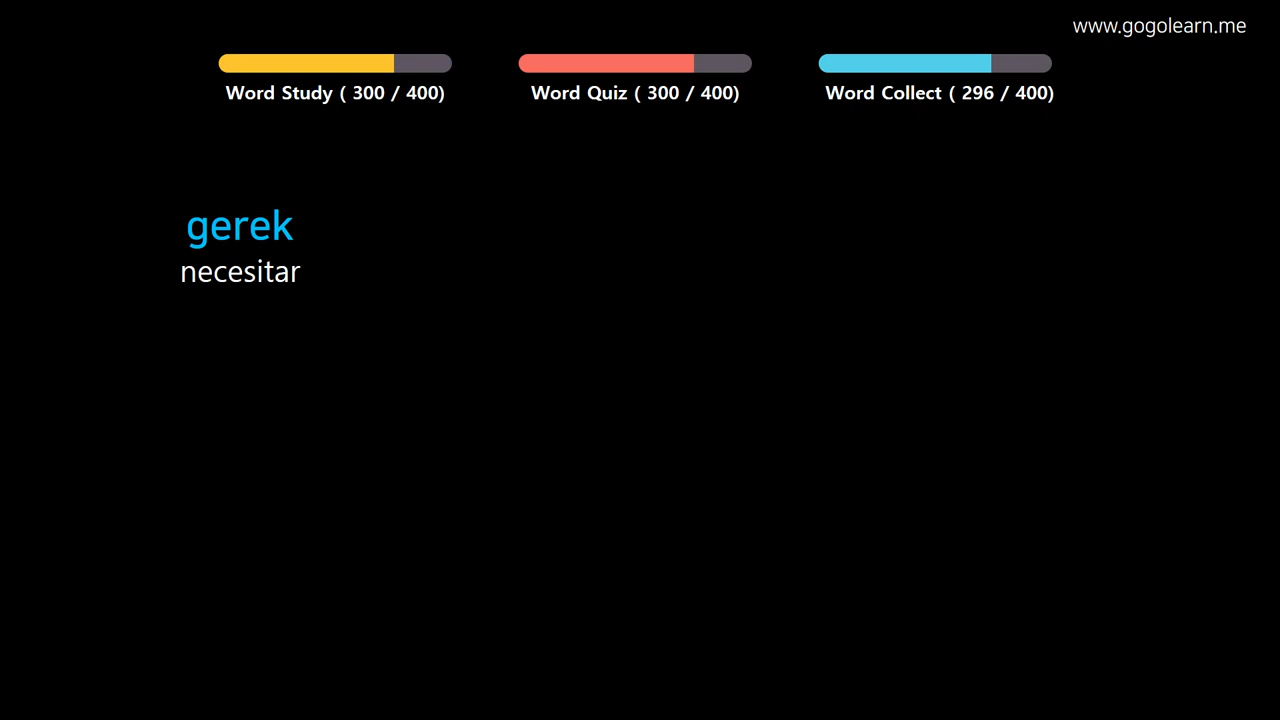 www.gogolearn.me
Word Study ( 300 / 400)
Word Quiz ( 300 / 400)
Word Collect ( 296 / 400)
gerek
necesitar